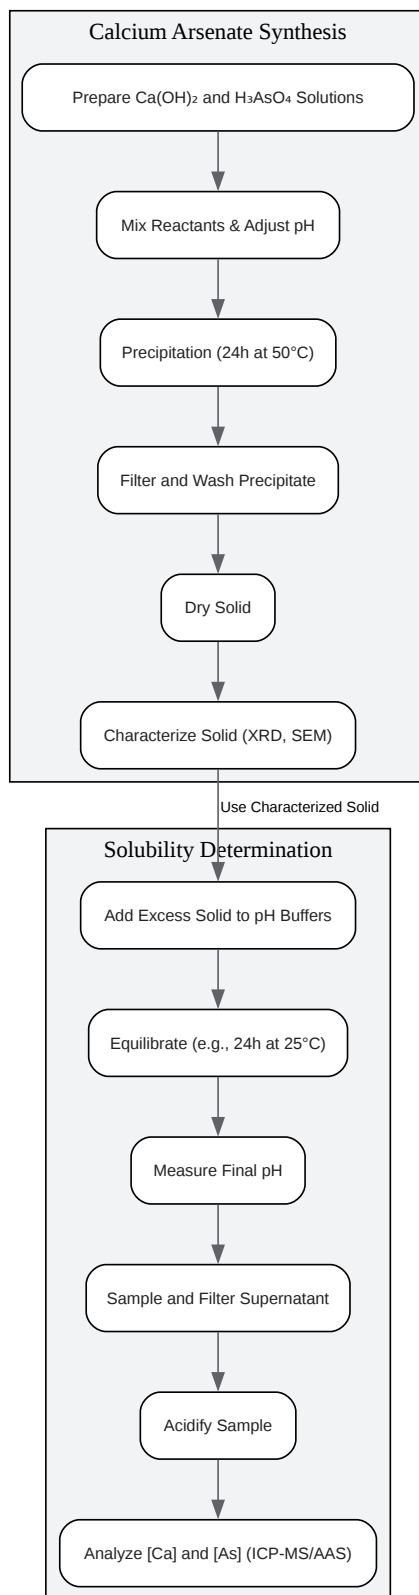 Calcium Arsenate Synthesis
Prepare Ca(OH)₂ and H₃AsO₄ Solutions
Mix Reactants & Adjust pH
Precipitation (24h at 50°C)
Filter and Wash Precipitate
Dry Solid
Characterize Solid (XRD, SEM)
Use Characterized Solid
Solubility Determination
Add Excess Solid to pH Buffers
Equilibrate (e.g., 24h at 25°C)
Measure Final pH
Sample and Filter Supernatant
Acidify Sample
Analyze [Ca] and [As] (ICP-MS/AAS)